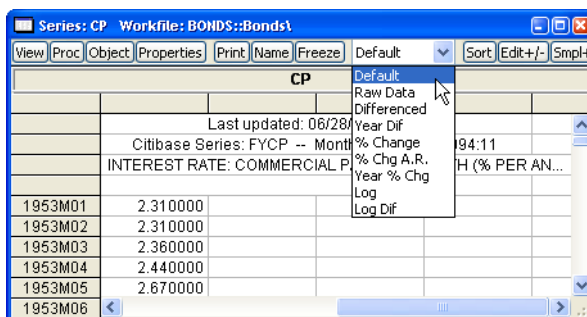 Series: CP Workfile: BONDS::Bonds\
View Proc Object Properties Print Name Freeze Default Sort Edit+/- Smpl+
CP
Default
Raw Data
Differenced
Year Dif
% Change
% Chg A.R.
Year % Chg
Log
Log Dif
Last updated: 06/28/
Citibase Series: FYCP -- Mont 94:11
INTEREST RATE: COMMERCIAL P H (% PER AN...
1953M01 2.310000
1953M02 2.310000
1953M03 2.360000
1953M04 2.440000
1953M05 2.670000
1953M06